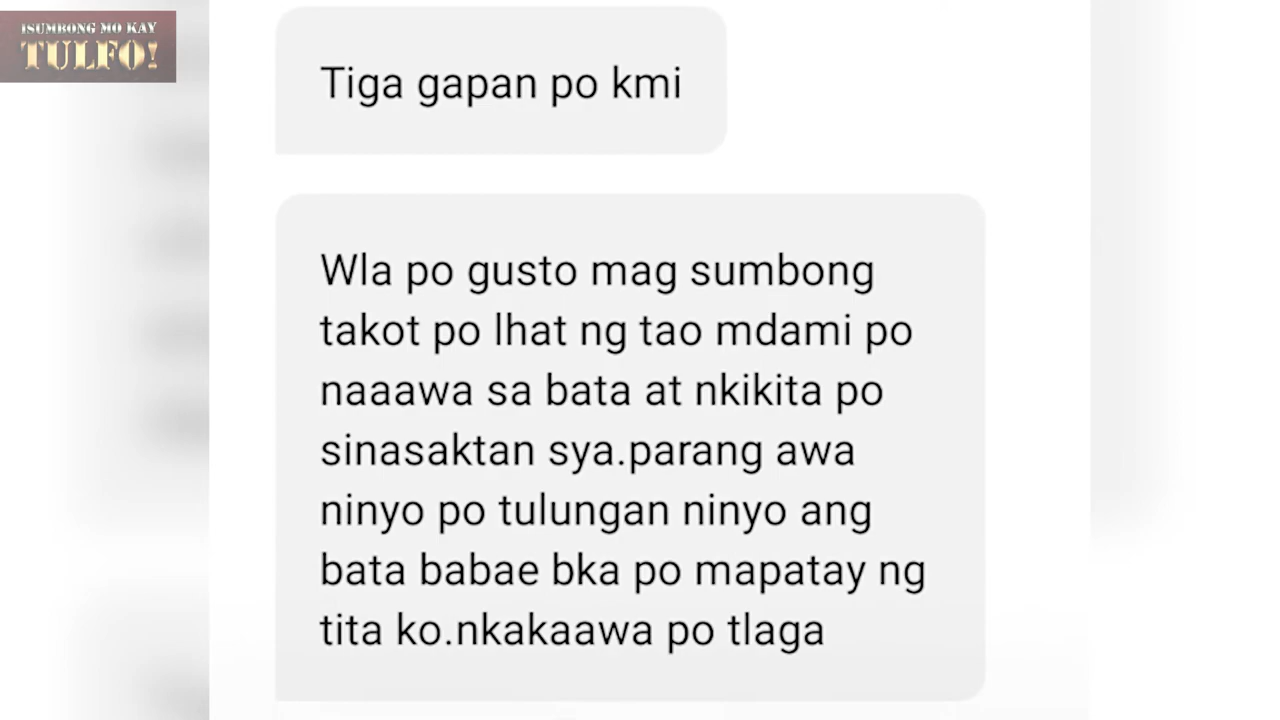 ISUMBONG MO KAY
TULFO!
Tiga gapan po kmi
Wla po gusto mag sumbong
takot po lhat ng tao mdami po
naaawa sa bata at nkikita po
sinasaktan sya.parang awa
ninyo po tulungan ninyo ang
bata babae bka po mapatay ng
tita ko.nkakaawa po tlaga